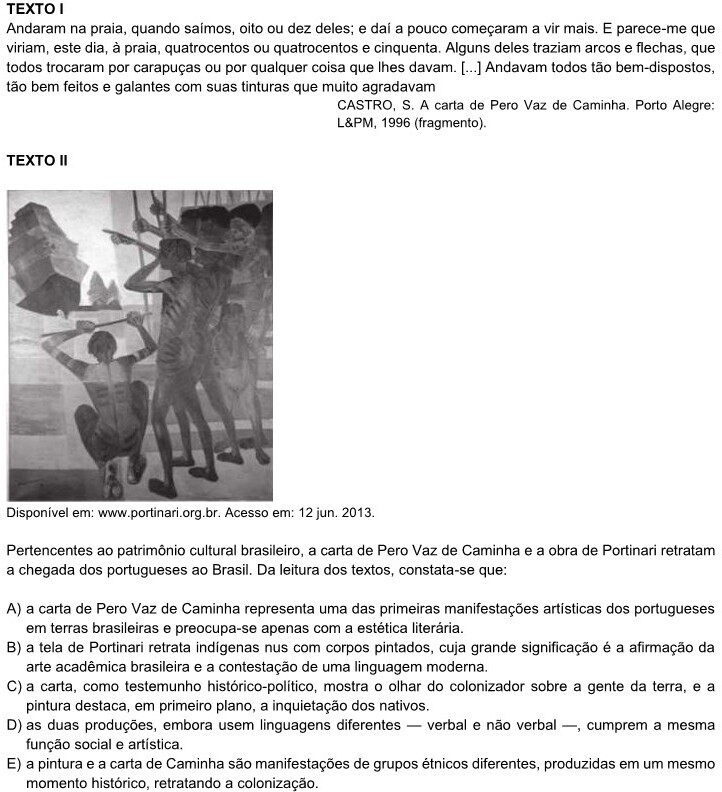 TEXTO I
Andaram na praia, quando saímos, oito ou dez deles; e daí a pouco começaram a vir mais. E parece-me que
viriam, este dia, à praia, quatrocentos ou quatrocentos e cinquenta. Alguns deles traziam arcos e flechas, que
todos trocaram por carapuças ou por qualquer coisa que lhes davam. [...] Andavam todos tão bem-dispostos,
tão bem feitos e galantes com suas tinturas que muito agradavam
CASTRO, S. A carta de Pero Vaz de Caminha. Porto Alegre:
L&PM, 1996 (fragmento).
TEXTO II
Disponível em: www.portinari.org.br. Acesso em: 12 jun. 2013.
Pertencentes ao patrimônio cultural brasileiro, a carta de Pero Vaz de Caminha e a obra de Portinari retratam
a chegada dos portugueses ao Brasil. Da leitura dos textos, constata-se que:
A) a carta de Pero Vaz de Caminha representa uma das primeiras manifestações artísticas dos portugueses
em terras brasileiras e preocupa-se apenas com a estética literária.
B) a tela de Portinari retrata indígenas nus com corpos pintados, cuja grande significação é a afirmação da
arte acadêmica brasileira e a contestação de uma linguagem moderna.
C) a carta, como testemunho histórico-político, mostra o olhar do colonizador sobre a gente da terra, e a
pintura destaca, em primeiro plano, a inquietação dos nativos.
D) as duas produções, embora usem linguagens diferentes — verbal e não verbal —, cumprem a mesma
função social e artística.
E) a pintura e a carta de Caminha são manifestações de grupos étnicos diferentes, produzidas em um mesmo
momento histórico, retratando a colonização.